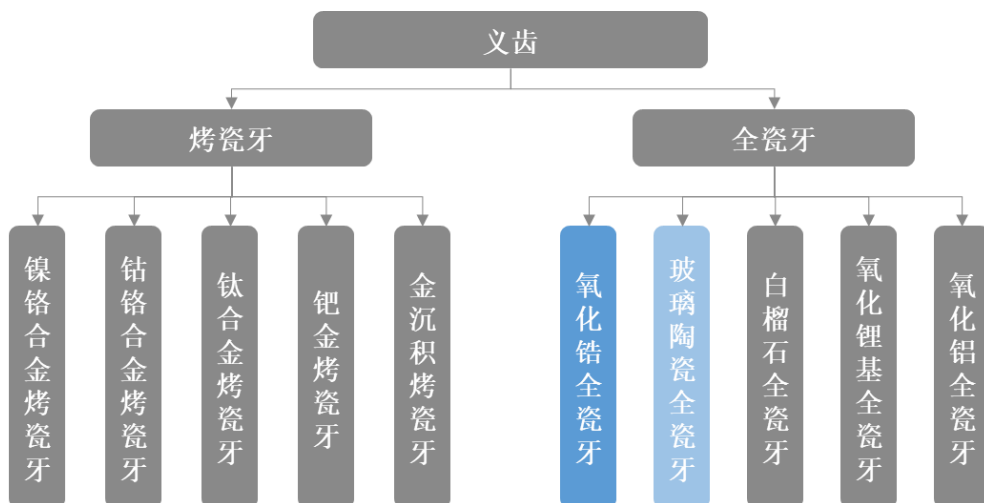 义齿
烤瓷牙
全瓷牙
镍铬合金烤瓷牙
钴铬合金烤瓷牙
钛合金烤瓷牙
钯金烤瓷牙
金沉积烤瓷牙
氧化锆全瓷牙
玻璃陶瓷全瓷牙
白榴石全瓷牙
氧化锂基全瓷牙
氧化铝全瓷牙